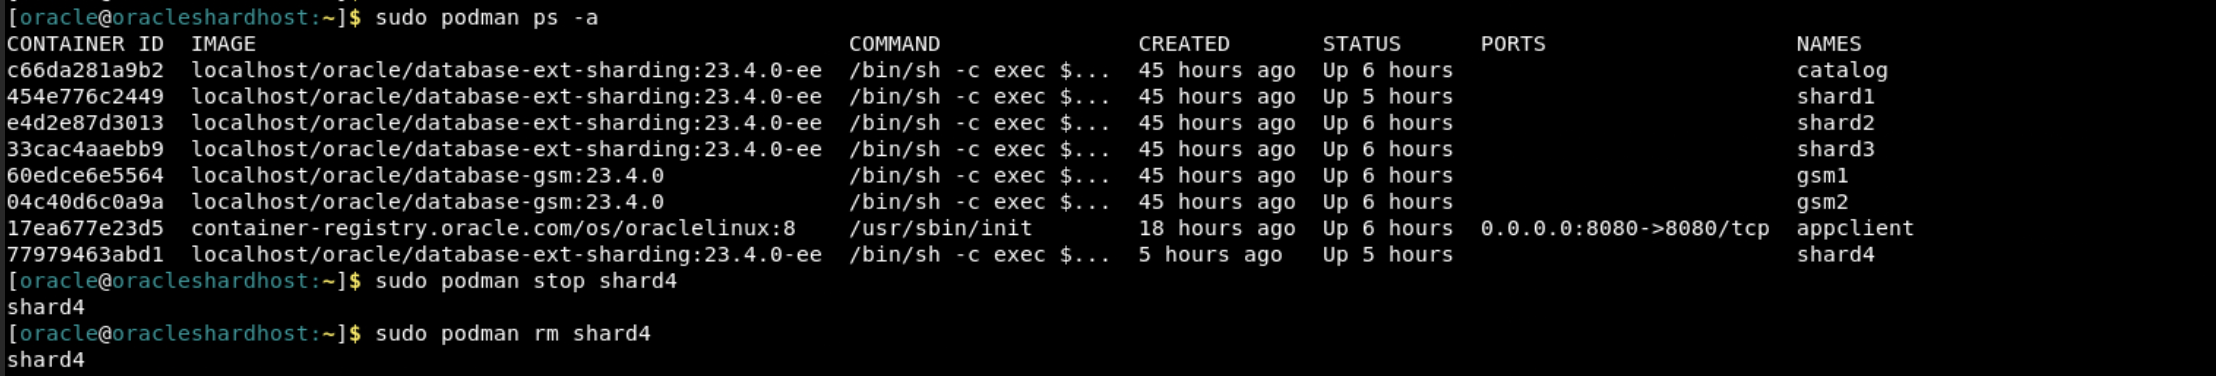 [oracle@oracleshardhost:~]$ sudo podman ps -a
CONTAINER ID  IMAGE                                           COMMAND               CREATED       STATUS      PORTS                   NAMES
c66da281a9b2  localhost/oracle/database-ext-sharding:23.4.0-ee  /bin/sh -c exec $...  45 hours ago  Up 6 hours                          catalog
454e776c2449  localhost/oracle/database-ext-sharding:23.4.0-ee  /bin/sh -c exec $...  45 hours ago  Up 5 hours                          shard1
e4d2e87d3013  localhost/oracle/database-ext-sharding:23.4.0-ee  /bin/sh -c exec $...  45 hours ago  Up 6 hours                          shard2
33cac4aaebb9  localhost/oracle/database-ext-sharding:23.4.0-ee  /bin/sh -c exec $...  45 hours ago  Up 6 hours                          shard3
60edce6e5564  localhost/oracle/database-gsm:23.4.0              /bin/sh -c exec $...  45 hours ago  Up 6 hours                          gsm1
04c40d6c0a9a  localhost/oracle/database-gsm:23.4.0              /bin/sh -c exec $...  45 hours ago  Up 6 hours                          gsm2
17ea677e23d5  container-registry.oracle.com/os/oraclelinux:8    /usr/sbin/init        18 hours ago  Up 6 hours  0.0.0.0:8080->8080/tcp  appclient
77979463abd1  localhost/oracle/database-ext-sharding:23.4.0-ee  /bin/sh -c exec $...  5 hours ago   Up 5 hours                          shard4
[oracle@oracleshardhost:~]$ sudo podman stop shard4
shard4
[oracle@oracleshardhost:~]$ sudo podman rm shard4
shard4